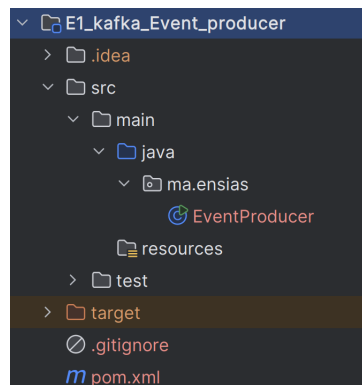 E1_kafka_Event_producer
.idea
src
main
java
ma.ensias
EventProducer
resources
test
target
.gitignore
m pom.xml